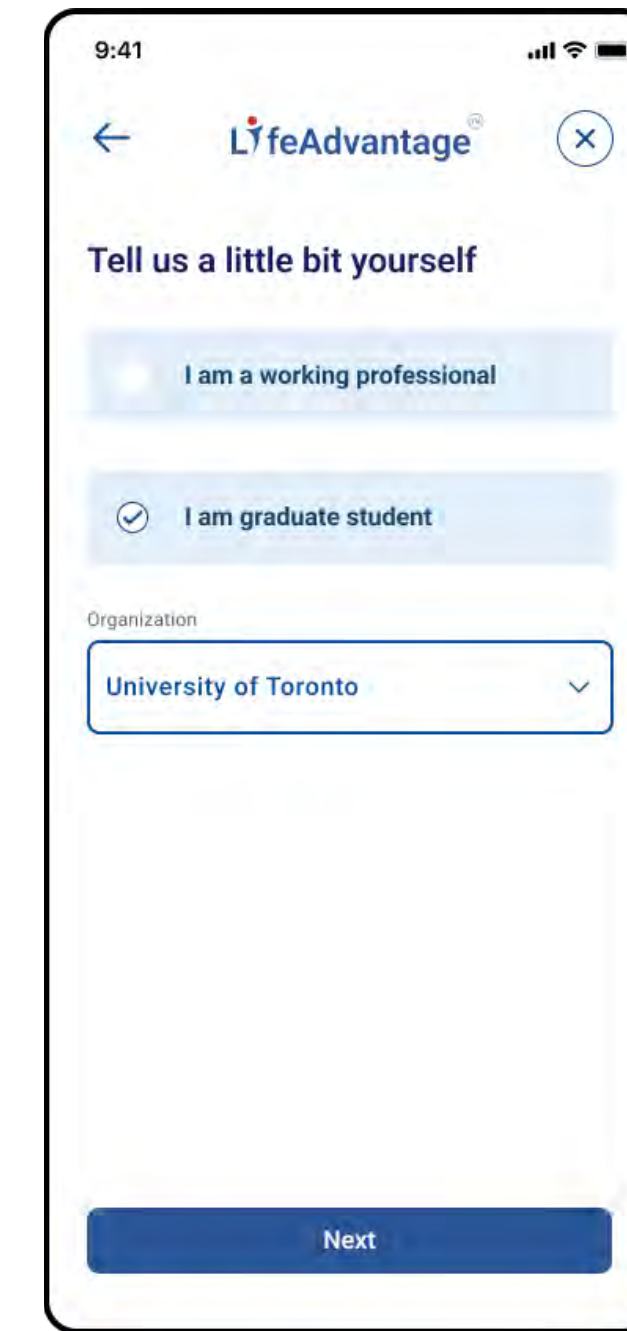 9:41
LifeAdvantage
Tell us a little bit yourself
I am a working professional
I am graduate student
Organization
University of Toronto
Next